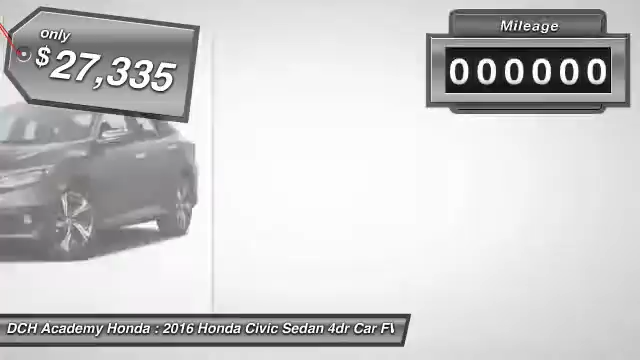 only
$27,335
Mileage
000000
DCH Academy Honda : 2016 Honda Civic Sedan 4dr Car